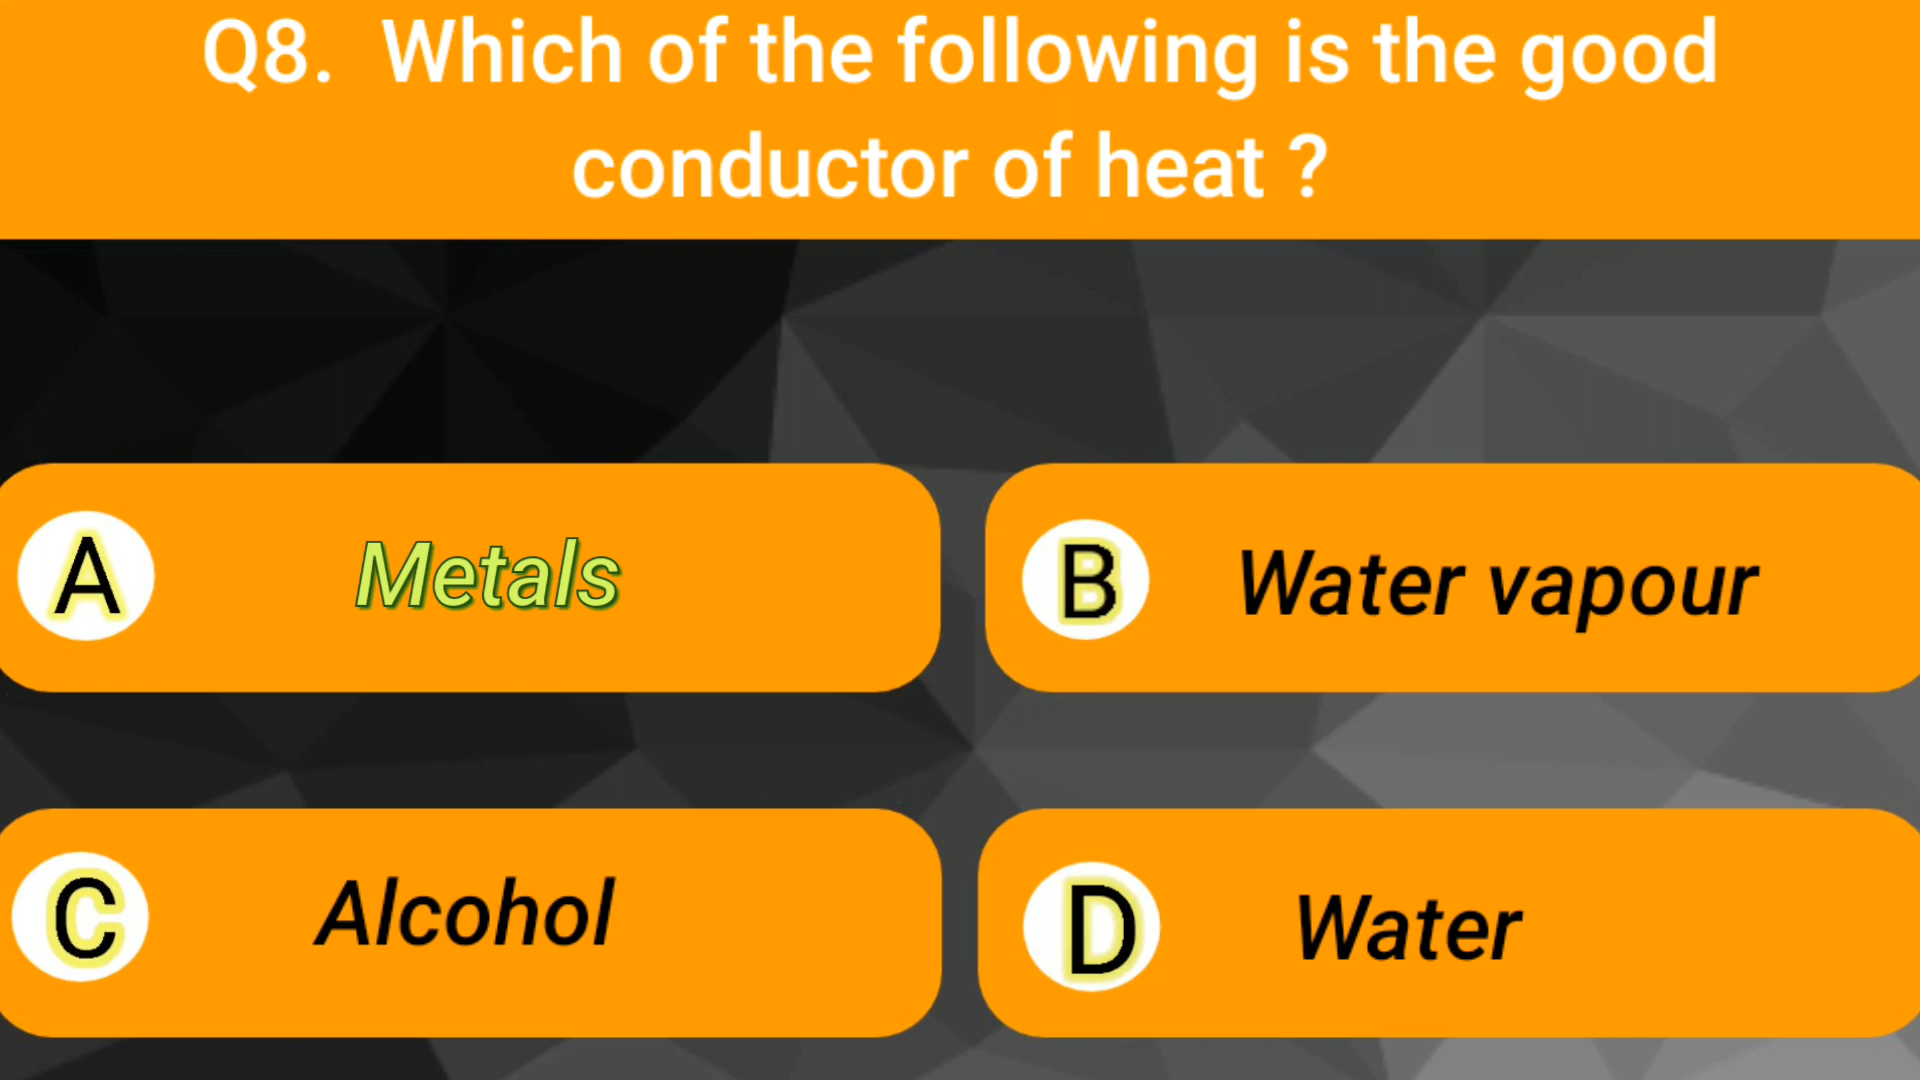 Q8. Which of the following is the good
conductor of heat ?
A Metals
B Water vapour
C Alcohol
D Water